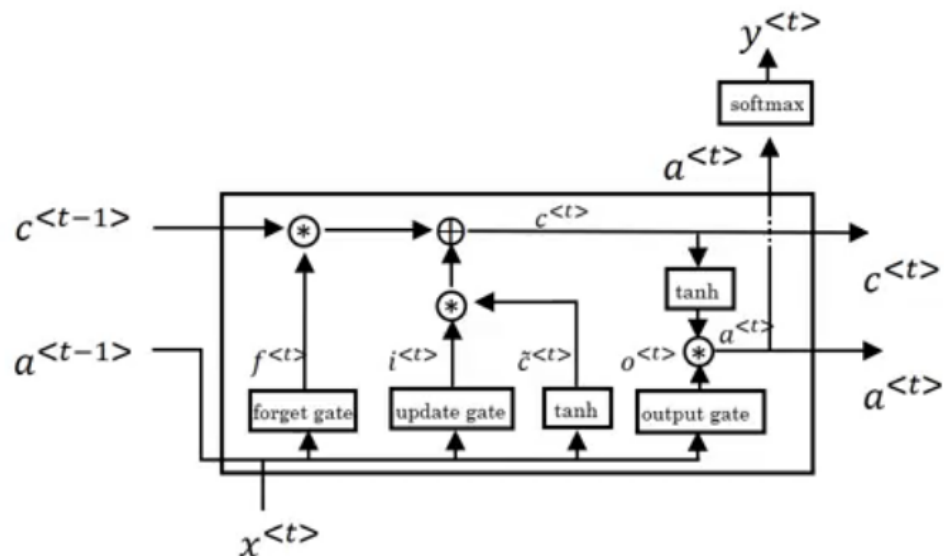 y<t>
softmax
a<t>
c<t-1>
c<t>
c<t>
tanh
a<t-1>
f<t>
i<t>
c̃<t>
o<t>
a<t>
a<t>
forget gate
update gate
tanh
output gate
x<t>